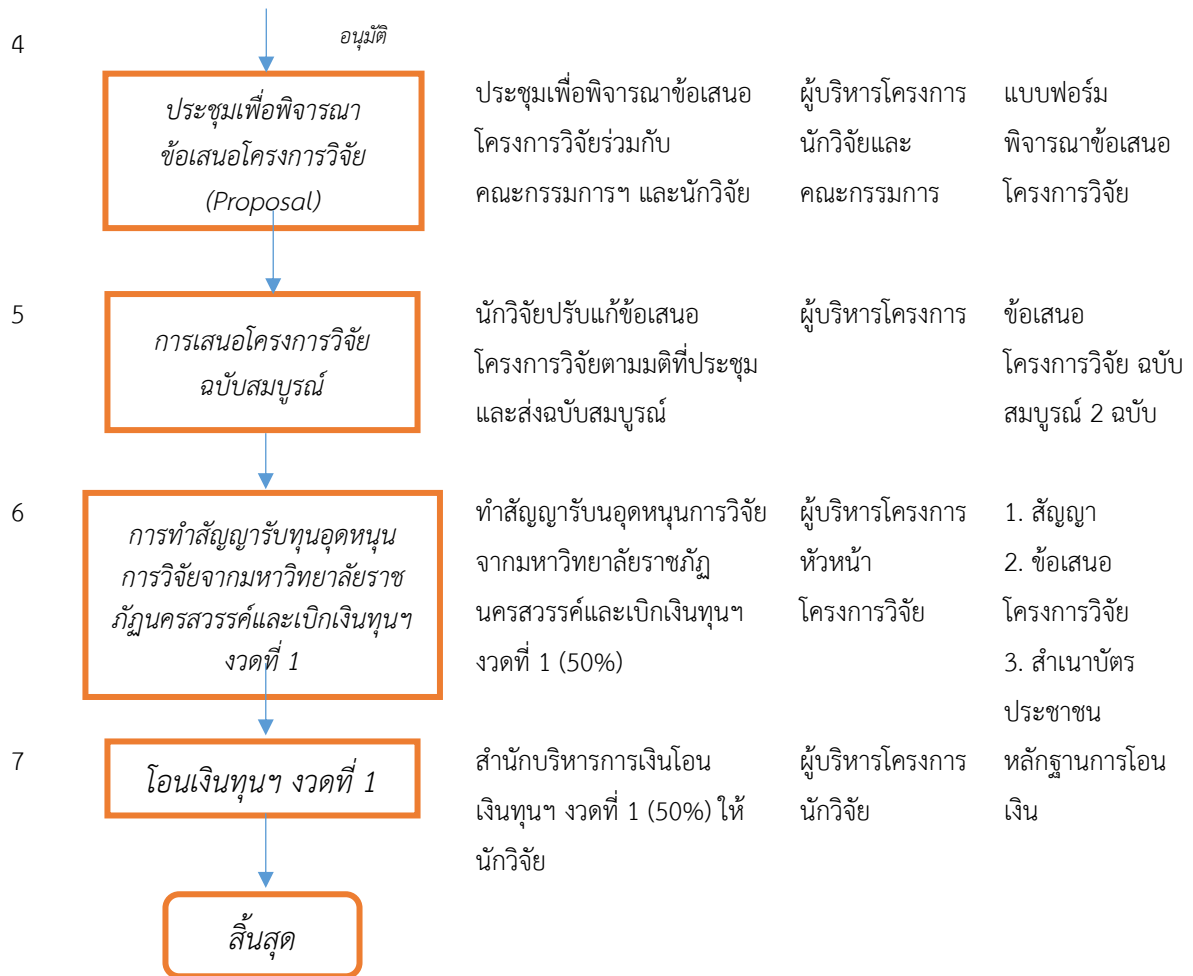 4
อนุมัติ
ประชุมเพื่อพิจารณา
ข้อเสนอโครงการวิจัย
(Proposal)
ประชุมเพื่อพิจารณาข้อเสนอ
โครงการวิจัยร่วมกับ
คณะกรรมการฯ และนักวิจัย
ผู้บริหารโครงการ
นักวิจัยและ
คณะกรรมการ
แบบฟอร์ม
พิจารณาข้อเสนอ
โครงการวิจัย
5
การเสนอโครงการวิจัย
ฉบับสมบูรณ์
นักวิจัยปรับแก้ข้อเสนอ
โครงการวิจัยตามมติที่ประชุม
และส่งฉบับสมบูรณ์
ผู้บริหารโครงการ
ข้อเสนอ
โครงการวิจัย ฉบับ
สมบูรณ์ 2 ฉบับ
6
การทำสัญญารับทุนอุดหนุน
การวิจัยจากมหาวิทยาลัยราช
ภัฏนครสวรรค์และเบิกเงินทุนฯ
งวดที่ 1
ทำสัญญารับนอุดหนุนการวิจัย
จากมหาวิทยาลัยราชภัฏ
นครสวรรค์และเบิกเงินทุนฯ
งวดที่ 1 (50%)
ผู้บริหารโครงการ
หัวหน้า
โครงการวิจัย
1. สัญญา
2. ข้อเสนอ
โครงการวิจัย
3. สำเนาบัตร
ประชาชน
7
โอนเงินทุนฯ งวดที่ 1
สำนักบริหารการเงินโอน
เงินทุนฯ งวดที่ 1 (50%) ให้
นักวิจัย
ผู้บริหารโครงการ
นักวิจัย
หลักฐานการโอน
เงิน
สิ้นสุด